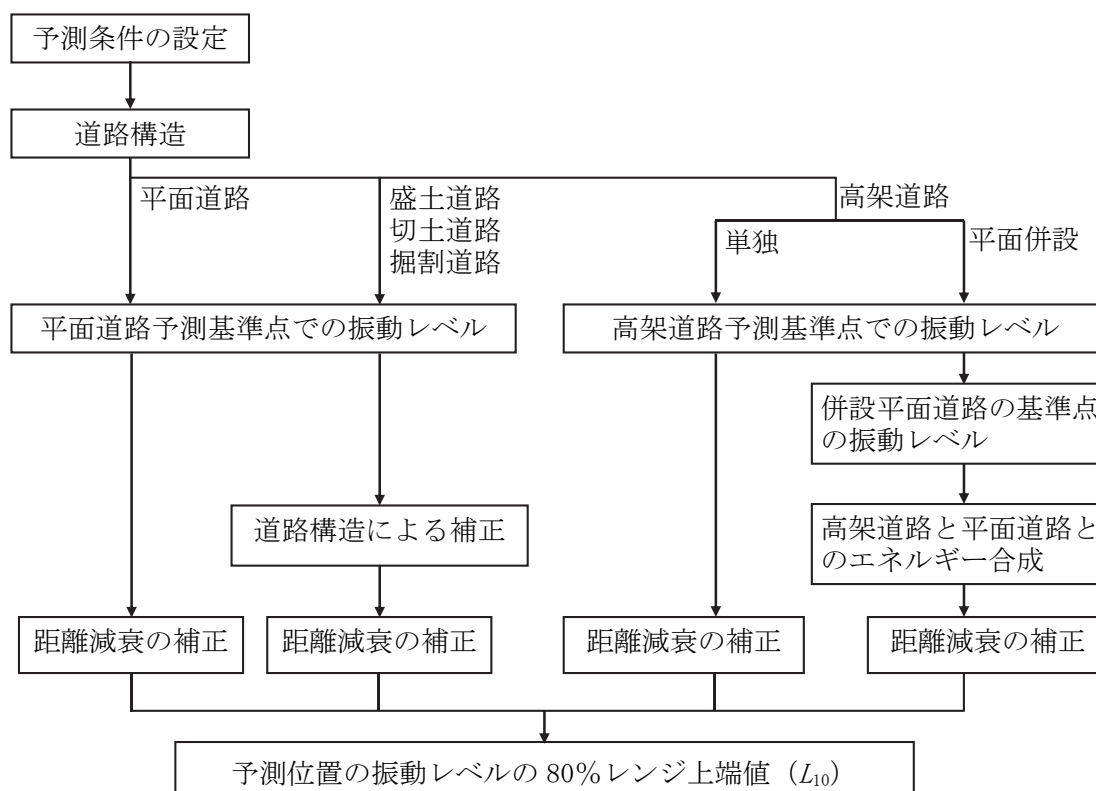 予測条件の設定
道路構造
平面道路
盛土道路
切土道路
掘割道路
高架道路
単独
平面併設
平面道路予測基準点での振動レベル
高架道路予測基準点での振動レベル
併設平面道路の基準点
の振動レベル
道路構造による補正
高架道路と平面道路と
のエネルギー合成
距離減衰の補正
距離減衰の補正
距離減衰の補正
距離減衰の補正
予測位置の振動レベルの 80%レンジ上端値（L10）